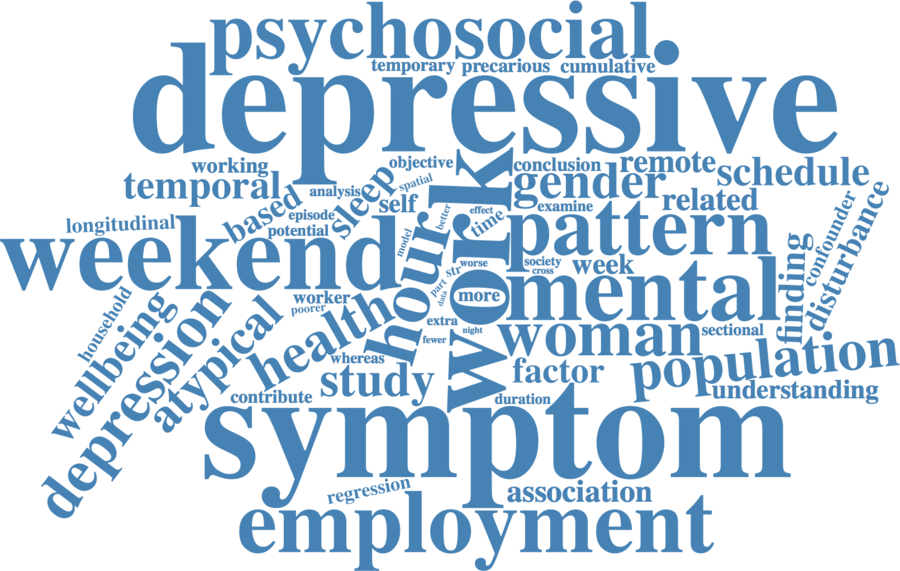 psychosocial
temporary
precarious
cumulative
depressive
working
objective
conclusion
remote
schedule
temporal
analysis
sleep
spatial
gender
related
based
episode
self
better
effect
time
examine
longitudinal
potential
work
pattern
confounder
disturbance
weekend
model
hour
str
worse
society
cross
week
mental
finding
household
wellbeing
depression
atypical
worker
poorer
health
part
data
more
extra
night
fewer
woman
sectional
whereas
study
factor
population
understanding
contribute
duration
symptom
regression
association
employment